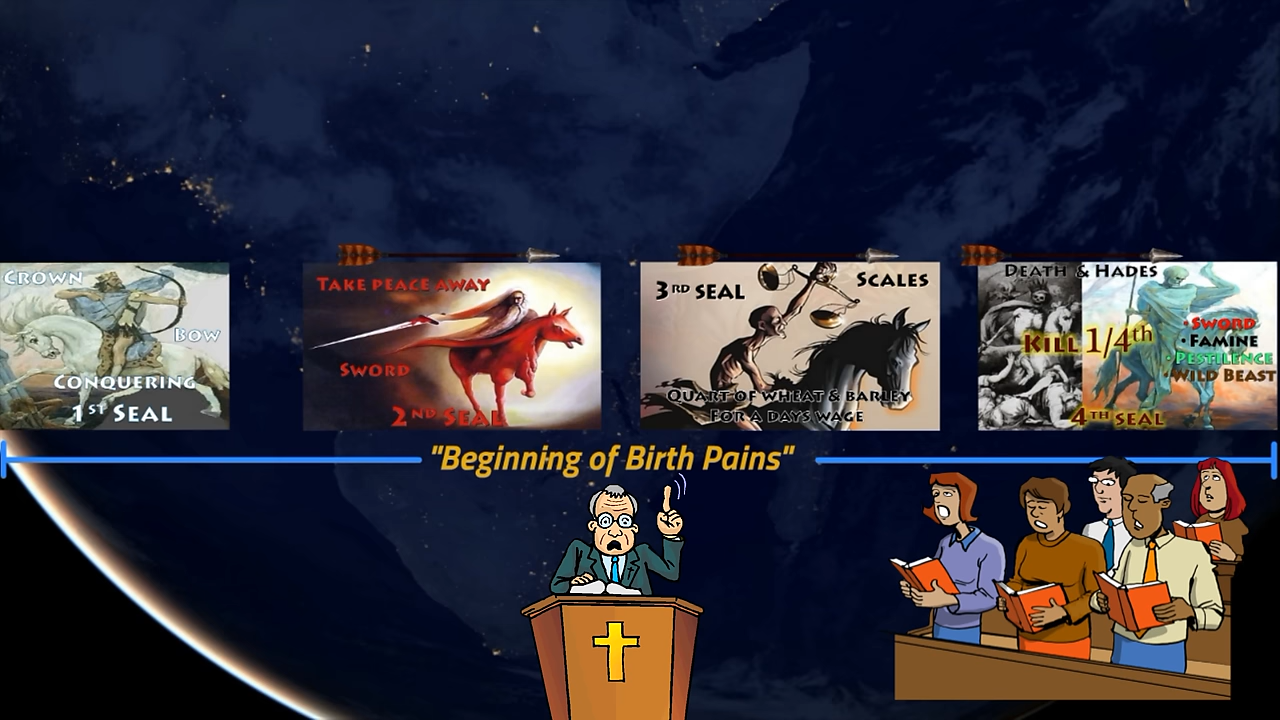 CROWN
BOW
CONQUERING
1ST SEAL
TAKE PEACE AWAY
SWORD
2ND SEAL
3RD SEAL
SCALES
QUART OF WHEAT & BARLEY
FOR A DAYS WAGE
DEATH & HADES
KILL 1/4th
• SWORD
• FAMINE
• PESTILENCE
• WILD BEAST
4TH SEAL
"Beginning of Birth Pains"